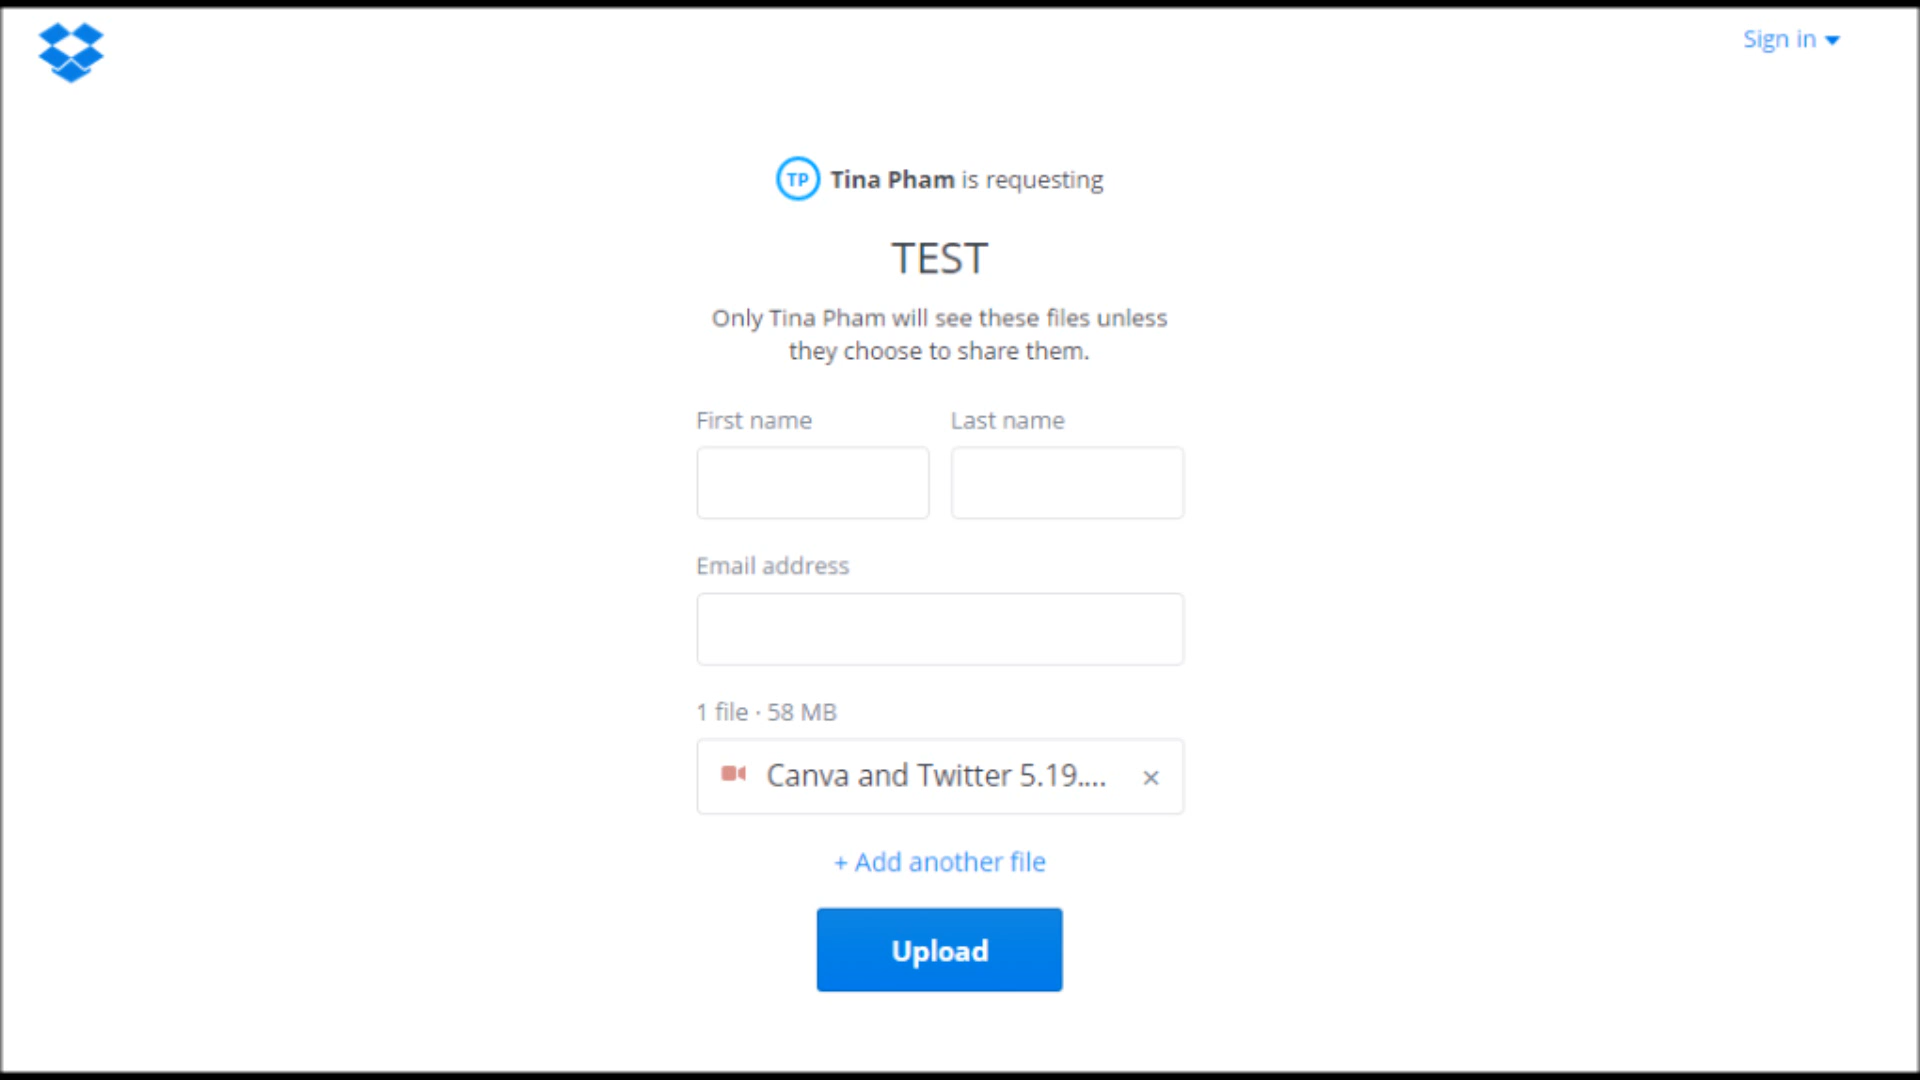 Sign in
TP Tina Pham is requesting
TEST
Only Tina Pham will see these files unless
they choose to share them.
First name Last name
Email address
1 file · 58 MB
Canva and Twitter 5.19.... ×
+ Add another file
Upload